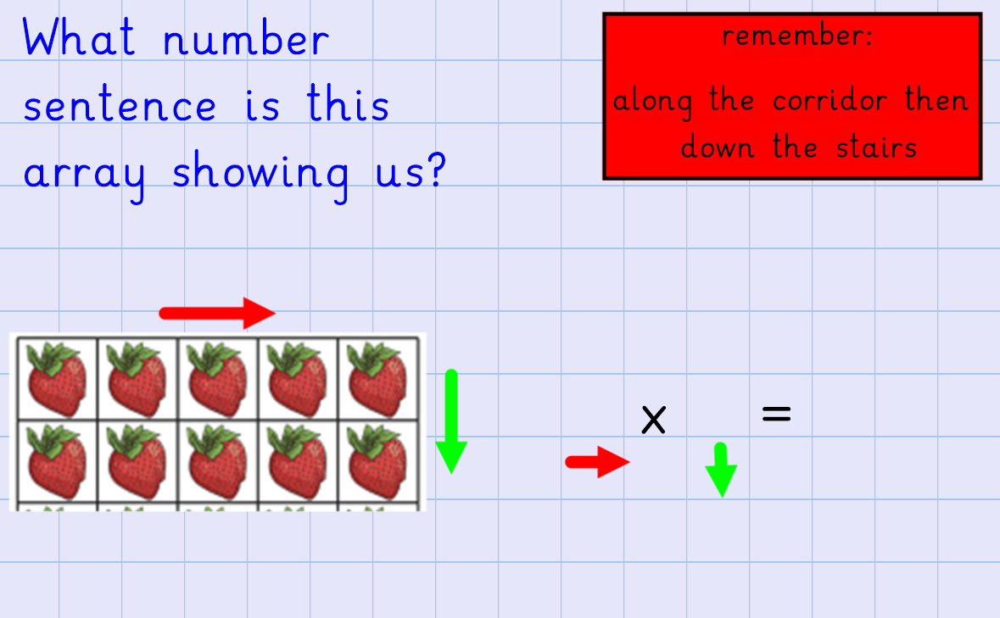 What number
sentence is this
array showing us?
remember:
along the corridor then
down the stairs
x =